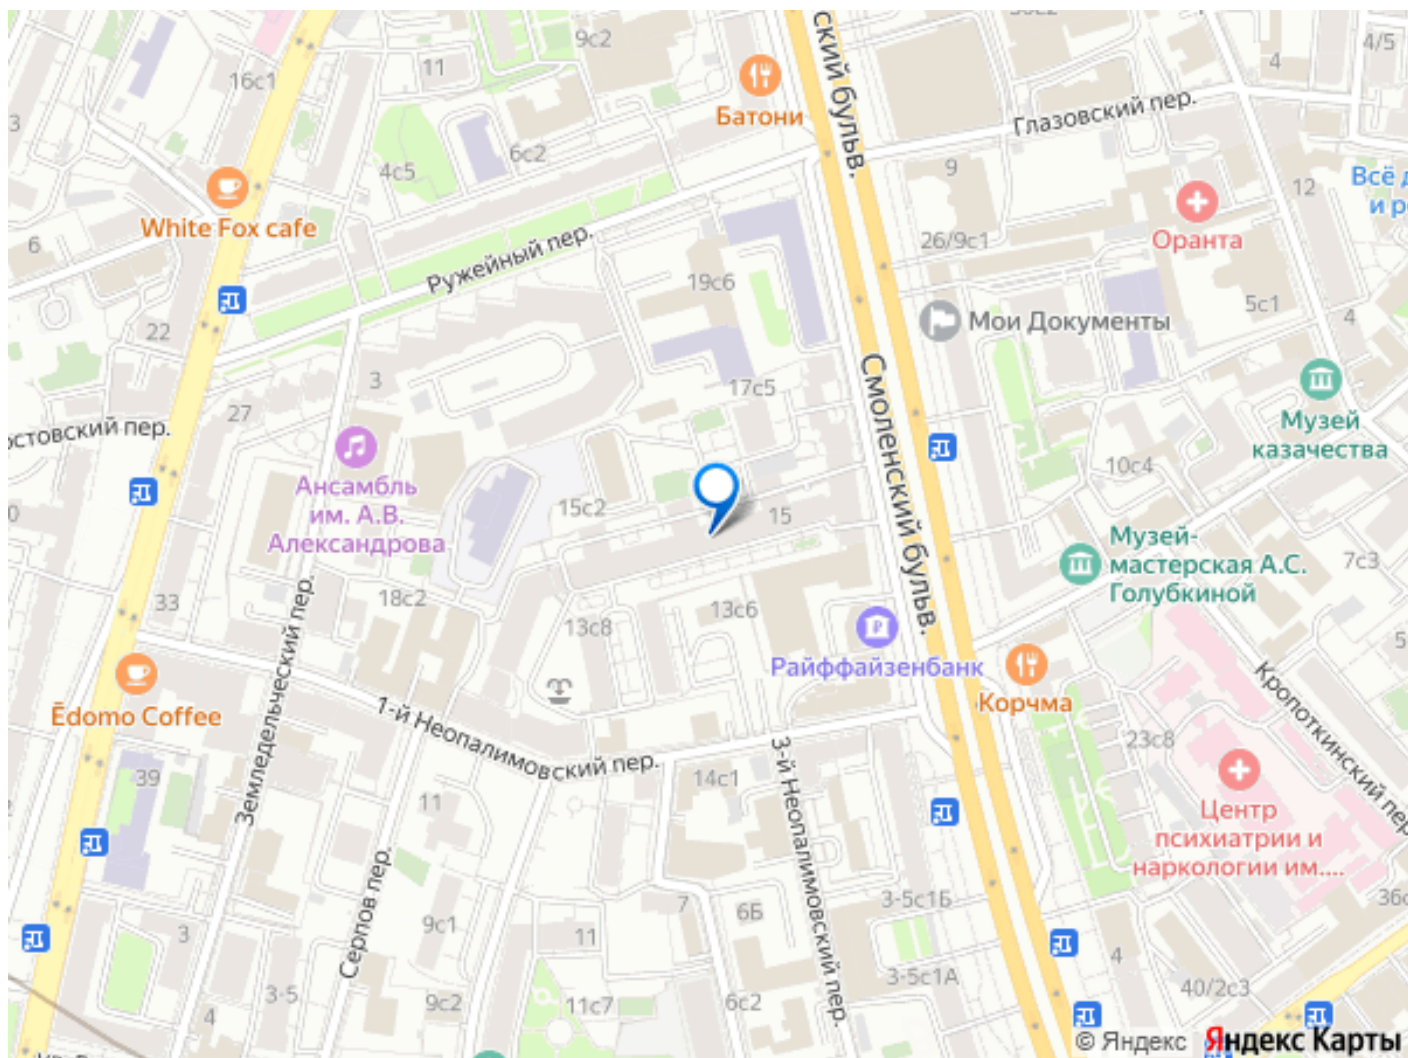 9с2
4/5
4
11
16с1
3
Батони
ский бульв.
Глазовский пер.
6с2
4с5
9
12
Всё д
и р
White Fox cafe
6
Оранта
26/9с1
Ружейный пер.
19с6
5с1
4
22
Мои Документы
3
17с5
27
Музей
казачества
остовский пер.
Смоленский бульв.
Ансамбль
им. А.В.
Александрова
10с4
15с2
15
Музей-
мастерская А.С.
Голубкиной
7с3
18с2
33
13с6
13с8
5
Райффайзенбанк
Корчма
Ēdomo Coffee
Земледельческий пер.
1-й Неопалимовский пер.
Кропоткинский пер
23с8
39
14с1
3-й Неопалимовский пер.
11
Центр
психиатрии и
наркологии им....
Серпов пер.
7
6Б
3-5с1Б
36с
9с1
11
3
4
3-5с1А
40/2с3
3-5
9с2
11с7
6с2
4
© Яндекс Яндекс Карты